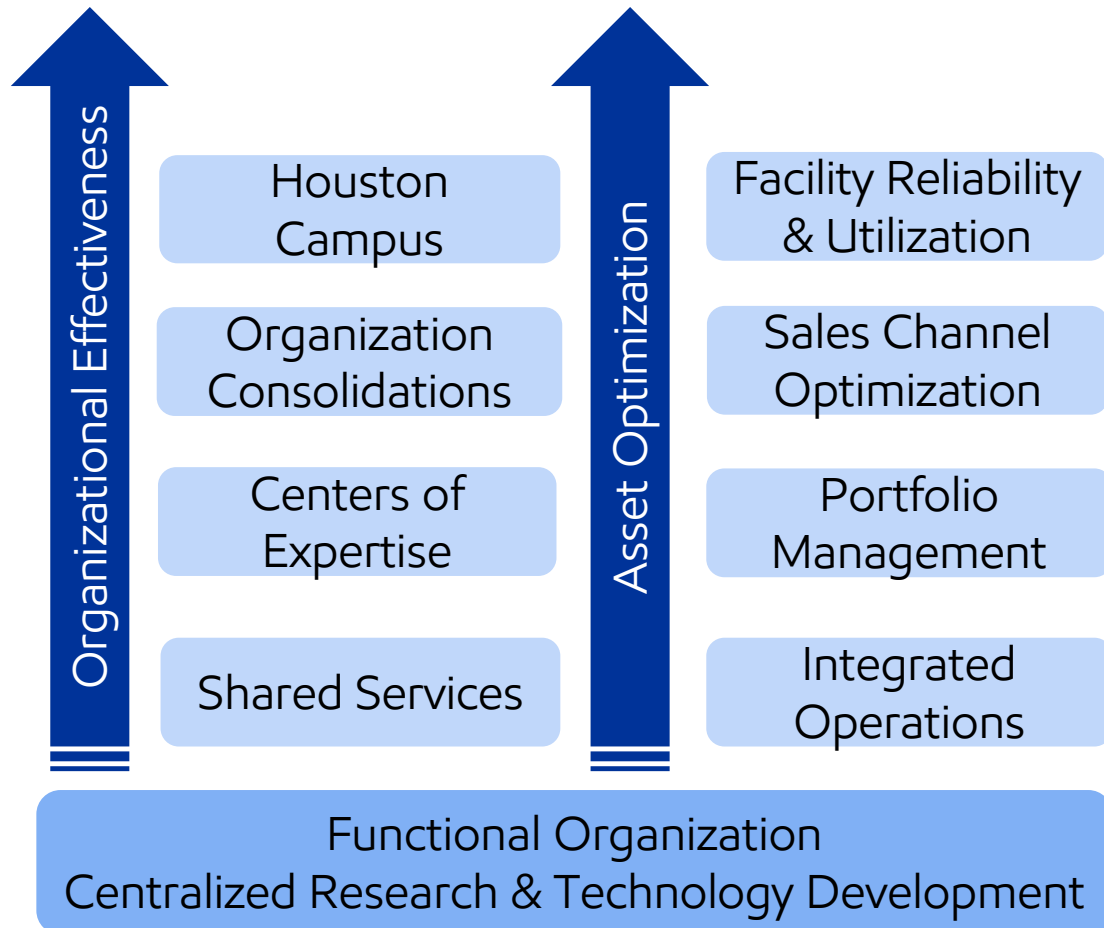 Organizational Effectiveness
Houston
Campus
Organization
Consolidations
Centers of
Expertise
Shared Services
Asset Optimization
Facility Reliability
& Utilization
Sales Channel
Optimization
Portfolio
Management
Integrated
Operations
Functional Organization
Centralized Research & Technology Development